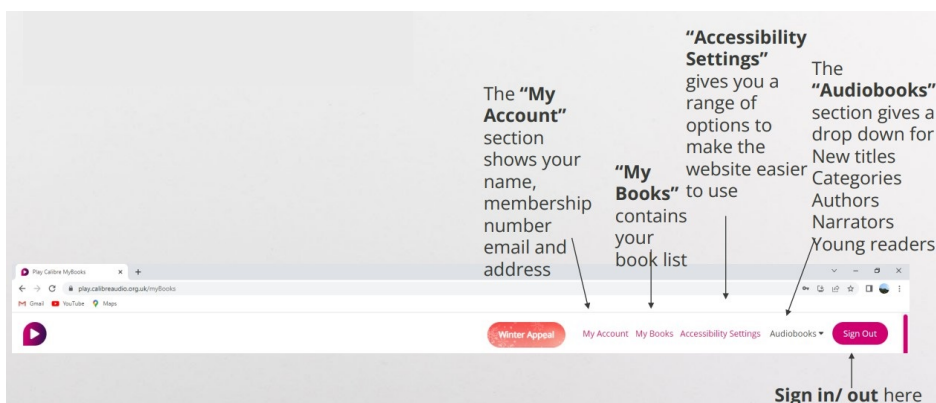 The “My
Account”
section
shows your
name,
membership
number
email and
address
“My
Books”
contains
your
book list
“Accessibility
Settings”
gives you a
range of
options to
make the
website easier
to use
The
“Audiobooks”
section gives a
drop down for
New titles
Categories
Authors
Narrators
Young readers
Play Calibre MyBooks
play.calibreaudio.org.uk/myBooks
Gmail YouTube Maps
Winter Appeal My Account My Books Accessibility Settings Audiobooks Sign Out
Sign in/ out here